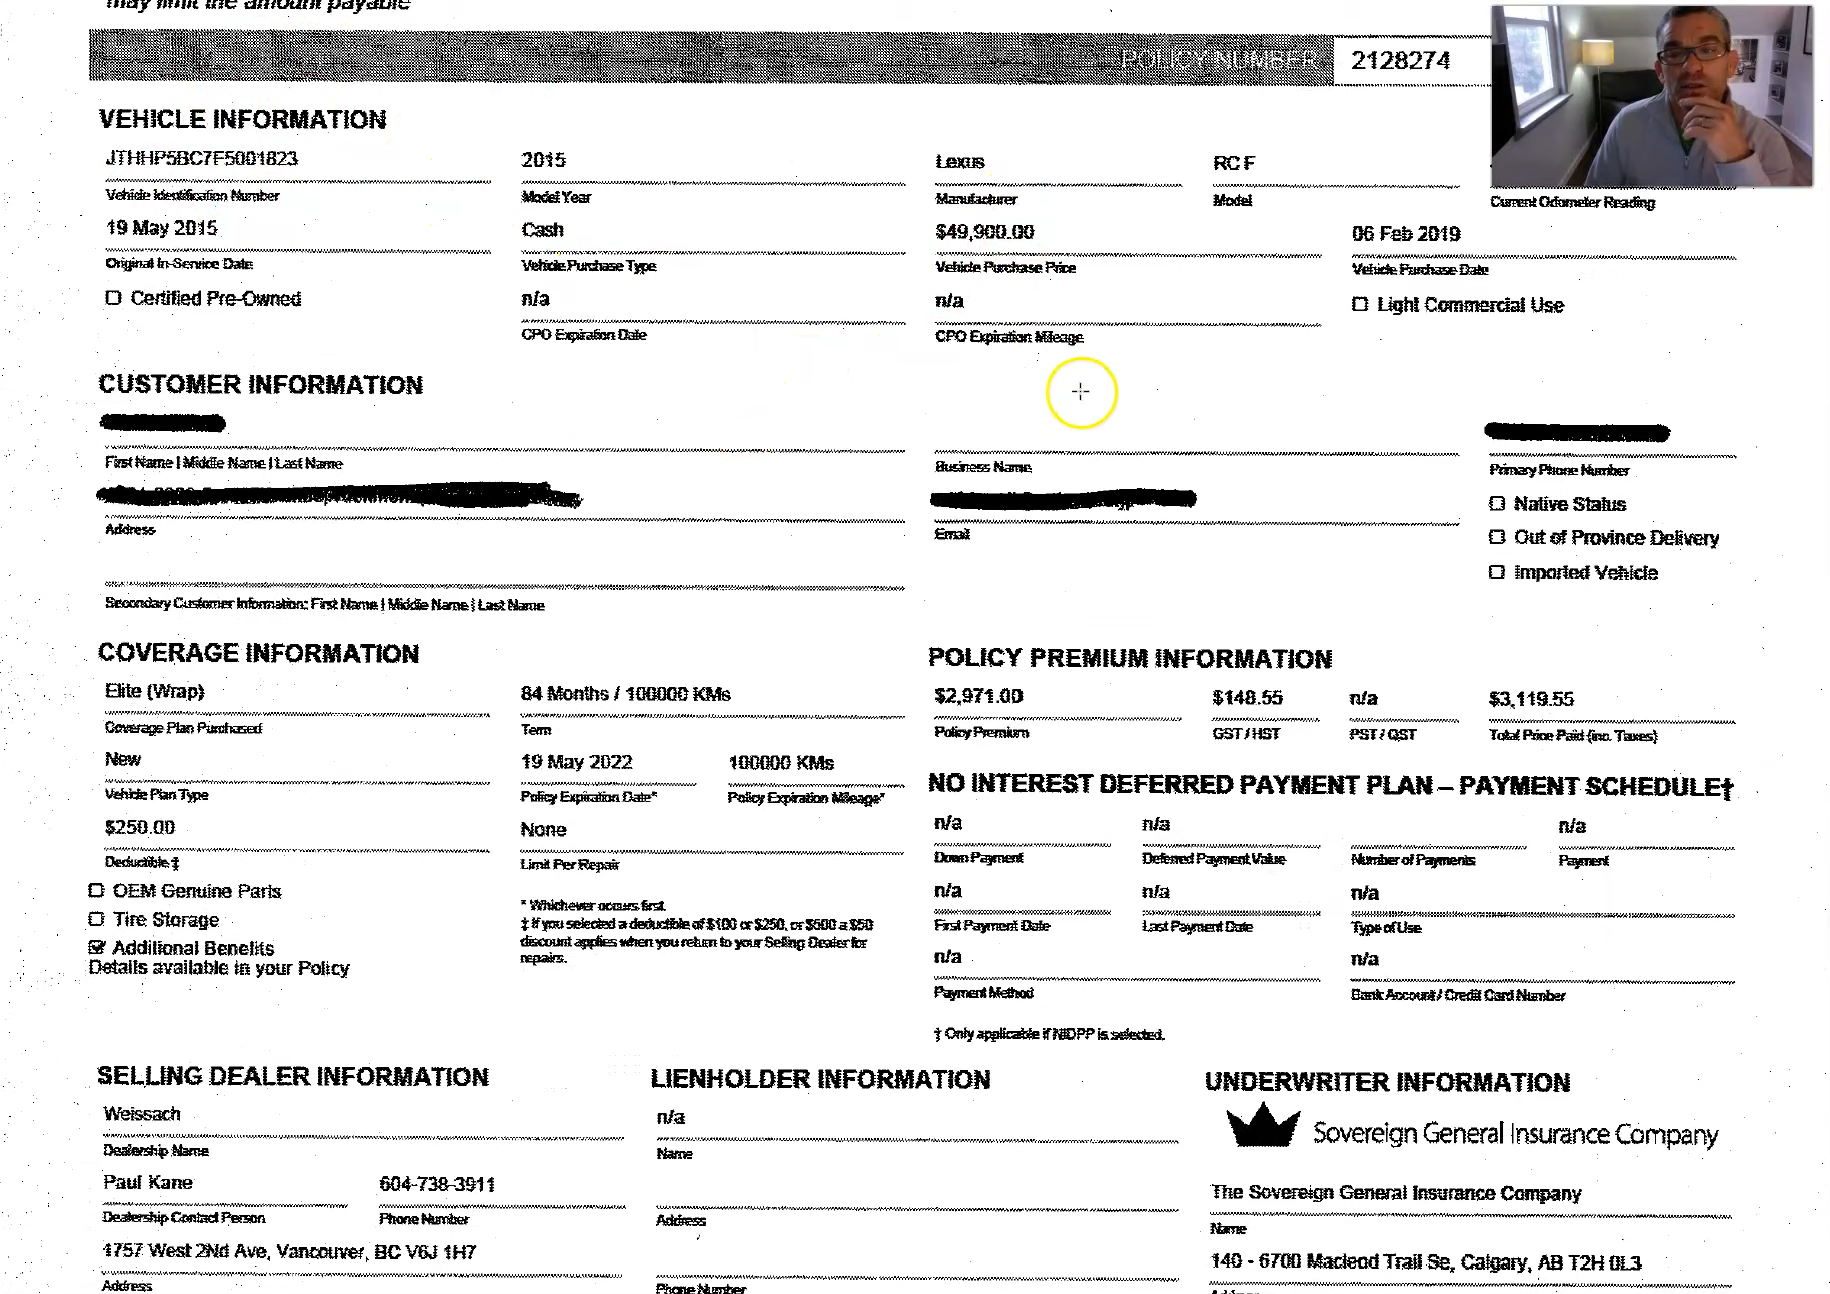 may limit the amount payable
POLICY NUMBER 2128274
VEHICLE INFORMATION
JTHHP5BC7F5001823 2015 Lexus RC F
Vehicle Identification Number Model Year Manufacturer Model Current Odometer Reading
19 May 2015 Cash $49,900.00 06 Feb 2019
Original In-Service Date Vehicle Purchase Type Vehicle Purchase Price Vehicle Purchase Date
Certified Pre-Owned n/a n/a Light Commercial Use
CPO Expiration Date CPO Expiration Mileage
CUSTOMER INFORMATION
First Name | Middle Name | Last Name Business Name Primary Phone Number
Native Status
Address Email Out of Province Delivery
Imported Vehicle
Secondary Customer Information: First Name | Middle Name | Last Name
COVERAGE INFORMATION POLICY PREMIUM INFORMATION
Elite (Wrap) 84 Months / 100000 KMs $2,971.00 $148.55 n/a $3,119.55
Coverage Plan Purchased Term Policy Premium GST / HST PST / QST Total Price Paid (inc. Taxes)
New 19 May 2022 100000 KMs
NO INTEREST DEFERRED PAYMENT PLAN – PAYMENT SCHEDULE†
Vehicle Plan Type Policy Expiration Date* Policy Expiration Mileage*
$250.00 None n/a n/a n/a
Deductible ‡ Limit Per Repair Down Payment Deferred Payment Value Number of Payments Payment
OEM Genuine Parts n/a n/a n/a
* Whichever occurs first.
Tire Storage ‡ If you selected a deductible of $100 or $250, or $500 a $50 First Payment Date Last Payment Date Type of Use
discount applies when you return to your Selling Dealer for
Additional Benefits repairs. n/a n/a
Details available in your Policy
Payment Method Bank Account / Credit Card Number
† Only applicable if NIDPP is selected.
SELLING DEALER INFORMATION LIENHOLDER INFORMATION UNDERWRITER INFORMATION
Weissach n/a Sovereign General Insurance Company
Dealership Name Name
Paul Kane 604-738-3911 The Sovereign General Insurance Company
Dealership Contact Person Phone Number Address Name
1757 West 2Nd Ave, Vancouver, BC V6J 1H7 140 - 6700 Macleod Trail Se, Calgary, AB T2H 0L3
Address Phone Number Address